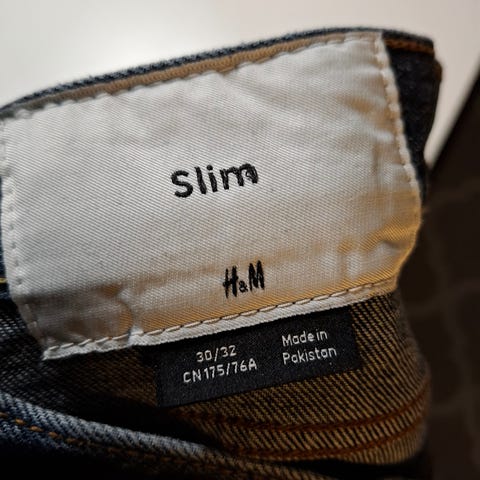 Slim
H&M
30/32
CN175/76A
Made in
Pakistan